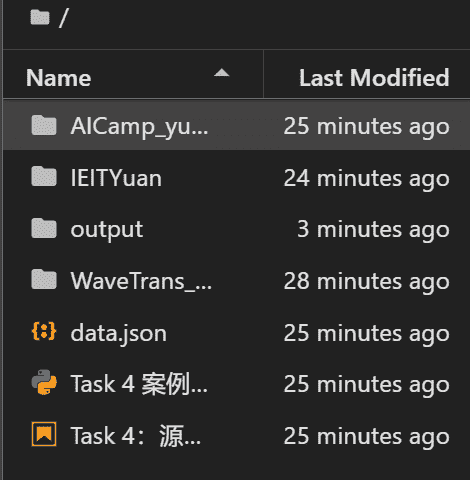 /
Name Last Modified
AICamp_yu... 25 minutes ago
IEITYuan 24 minutes ago
output 3 minutes ago
WaveTrans_... 28 minutes ago
data.json 25 minutes ago
Task 4 案例... 25 minutes ago
Task 4：源... 25 minutes ago